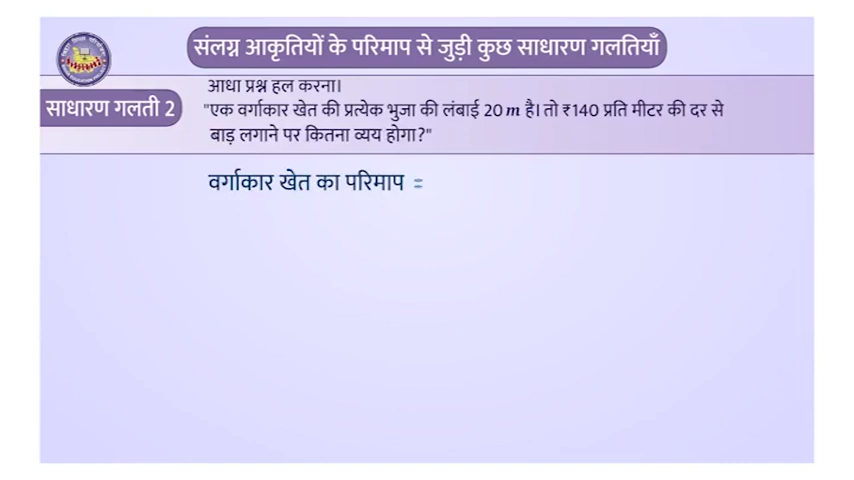 संलग्न आकृतियों के परिमाप से जुड़ी कुछ साधारण गलतियाँ
साधारण गलती 2
आधा प्रश्न हल करना।
"एक वर्गाकार खेत की प्रत्येक भुजा की लंबाई 20 m है। तो ₹140 प्रति मीटर की दर से
बाड़ लगाने पर कितना व्यय होगा?"
वर्गाकार खेत का परिमाप =